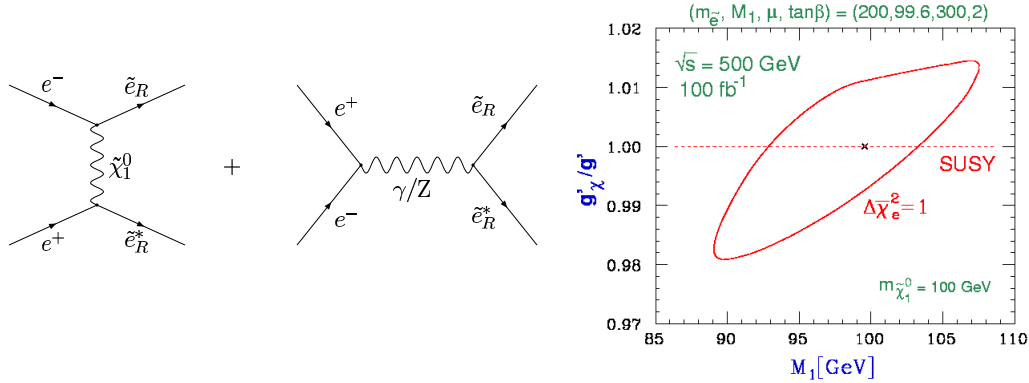 e⁻
ẽ_R
χ̃₁⁰
e⁺
ẽ_R^*
+
e⁺
ẽ_R
γ/Z
e⁻
ẽ_R^*
(m_ẽ, M₁, μ, tanβ) = (200,99.6,300,2)
√s = 500 GeV
100 fb⁻¹
SUSY
Δχ̄_e²=1
m_χ̃₁⁰ = 100 GeV
g'_χ/g'
1.02
1.01
1.00
0.99
0.98
0.97
85 90 95 100 105 110
M₁[GeV]